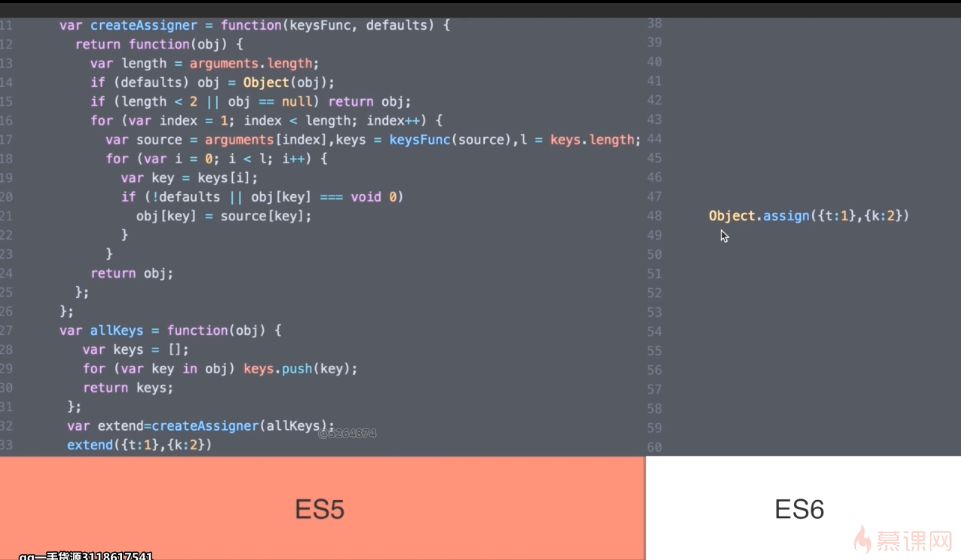 11 var createAssigner = function(keysFunc, defaults) {
12 return function(obj) {
13 var length = arguments.length;
14 if (defaults) obj = Object(obj);
15 if (length < 2 || obj == null) return obj;
16 for (var index = 1; index < length; index++) {
17 var source = arguments[index],keys = keysFunc(source),l = keys.length;
18 for (var i = 0; i < l; i++) {
19 var key = keys[i];
20 if (!defaults || obj[key] === void 0)
21 obj[key] = source[key];
22 }
23 }
24 return obj;
25 };
26 };
27 var allKeys = function(obj) {
28 var keys = [];
29 for (var key in obj) keys.push(key);
30 return keys;
31 };
32 var extend=createAssigner(allKeys);
33 extend({t:1},{k:2})
@5264874
38
39
40
41
42
43
44
45
46
47
48 Object.assign({t:1},{k:2})
49
50
51
52
53
54
55
56
57
58
59
60
ES5
ES6
qq一手货源3118617541
慕课网